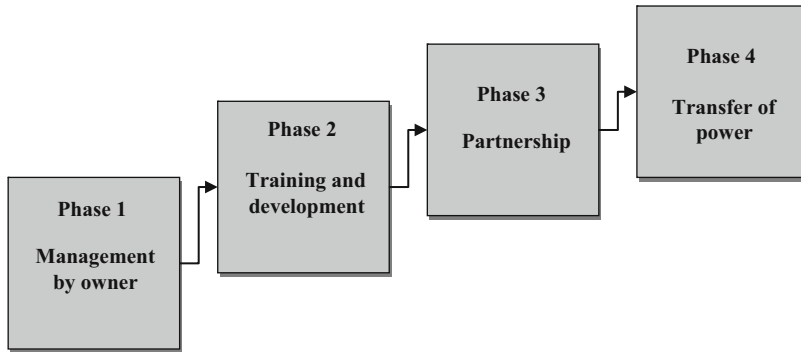 Phase 1
Management
by owner
Phase 2
Training and
development
Phase 3
Partnership
Phase 4
Transfer of
power